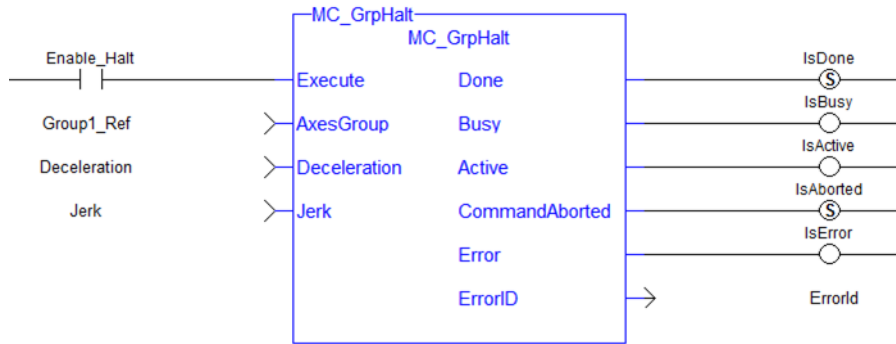 MC_GrpHalt
MC_GrpHalt
Enable_Halt
Execute
Done
IsDone
S
Group1_Ref
AxesGroup
Busy
IsBusy
Deceleration
Deceleration
Active
IsActive
Jerk
Jerk
CommandAborted
IsAborted
S
Error
IsError
ErrorID
ErrorId